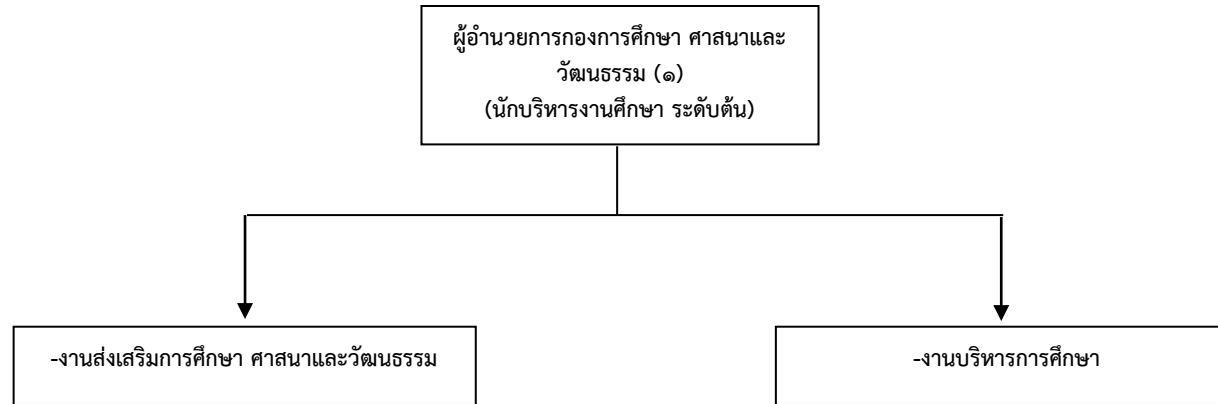 ผู้อำนวยการกองการศึกษา ศาสนาและ
วัฒนธรรม (๑)
(นักบริหารงานศึกษา ระดับต้น)
-งานส่งเสริมการศึกษา ศาสนาและวัฒนธรรม
-งานบริหารการศึกษา